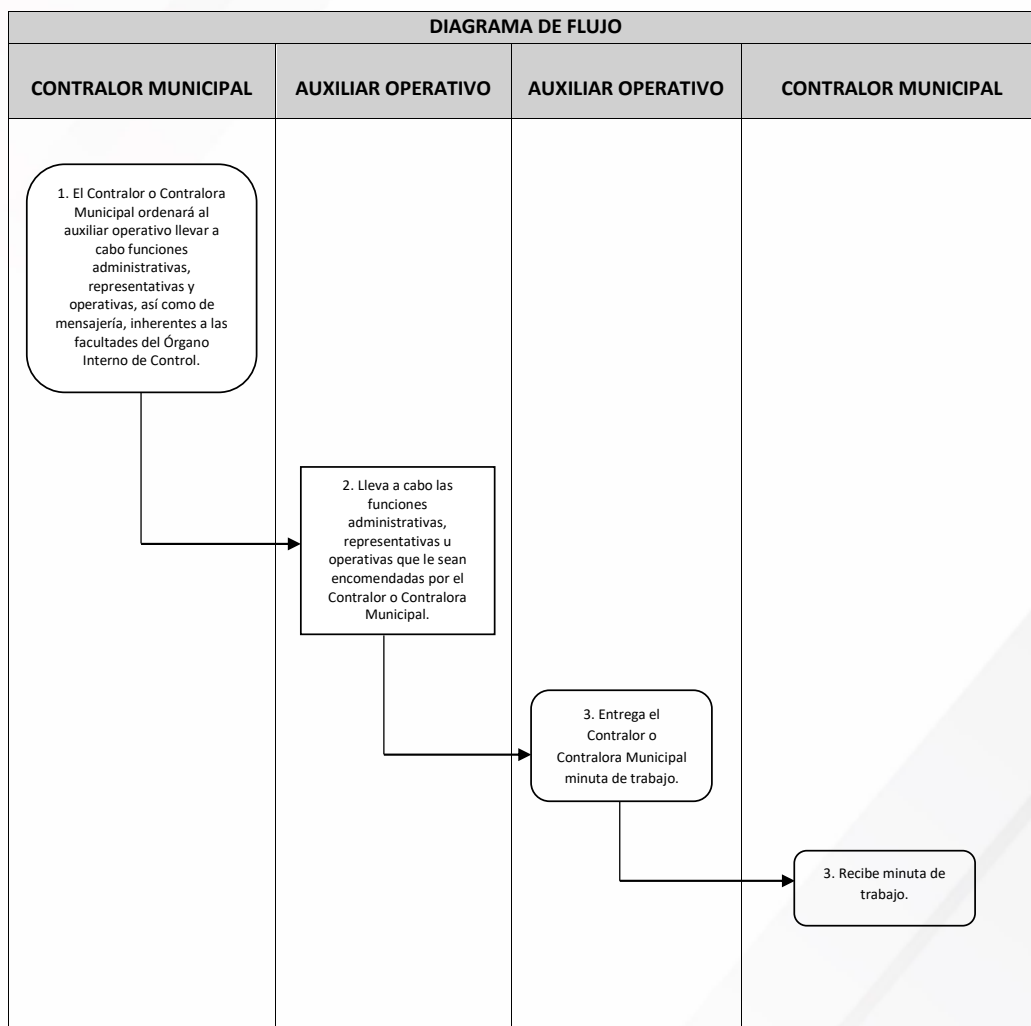 DIAGRAMA DE FLUJO
CONTRALOR MUNICIPAL
AUXILIAR OPERATIVO
AUXILIAR OPERATIVO
CONTRALOR MUNICIPAL
1. El Contralor o Contralora
Municipal ordenará al
auxiliar operativo llevar a
cabo funciones
administrativas,
representativas y
operativas, así como de
mensajería, inherentes a las
facultades del Órgano
Interno de Control.
2. Lleva a cabo las
funciones
administrativas,
representativas u
operativas que le sean
encomendadas por el
Contralor o Contralora
Municipal.
3. Entrega el
Contralor o
Contralora Municipal
minuta de trabajo.
3. Recibe minuta de
trabajo.